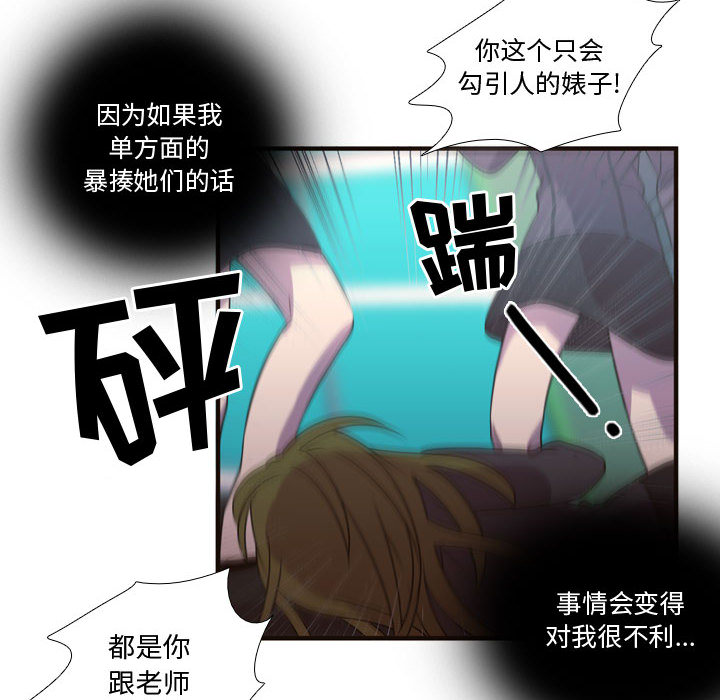 你这个只会
勾引人的婊子!
因为如果我
单方面的
暴揍她们的话
踹
砰
事情会变得
对我很不利...
都是你
跟老师